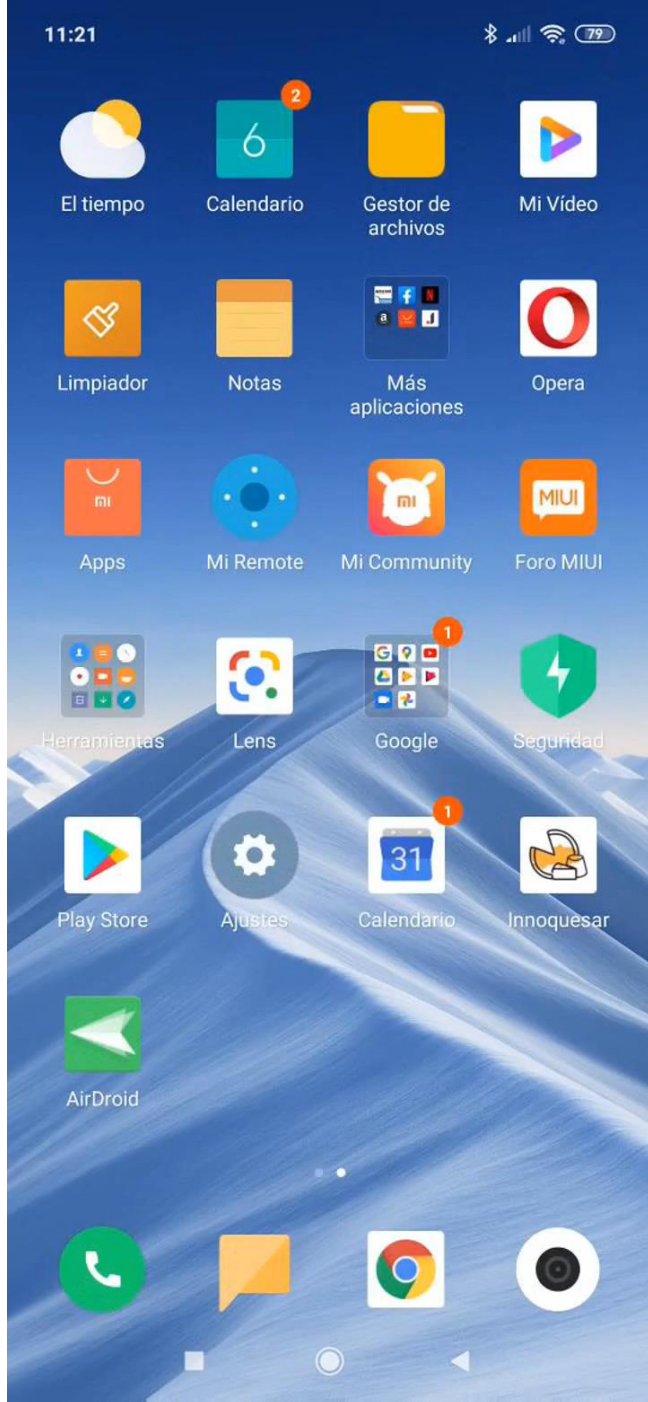 11:21
79
2
6
El tiempo
Calendario
Gestor de
archivos
Mi Vídeo
Limpiador
Notas
Más
aplicaciones
Opera
MIUI
Apps
Mi Remote
Mi Community
Foro MIUI
1
Herramientas
Lens
Google
Seguridad
1
31
Play Store
Ajustes
Calendario
Innoquesar
AirDroid